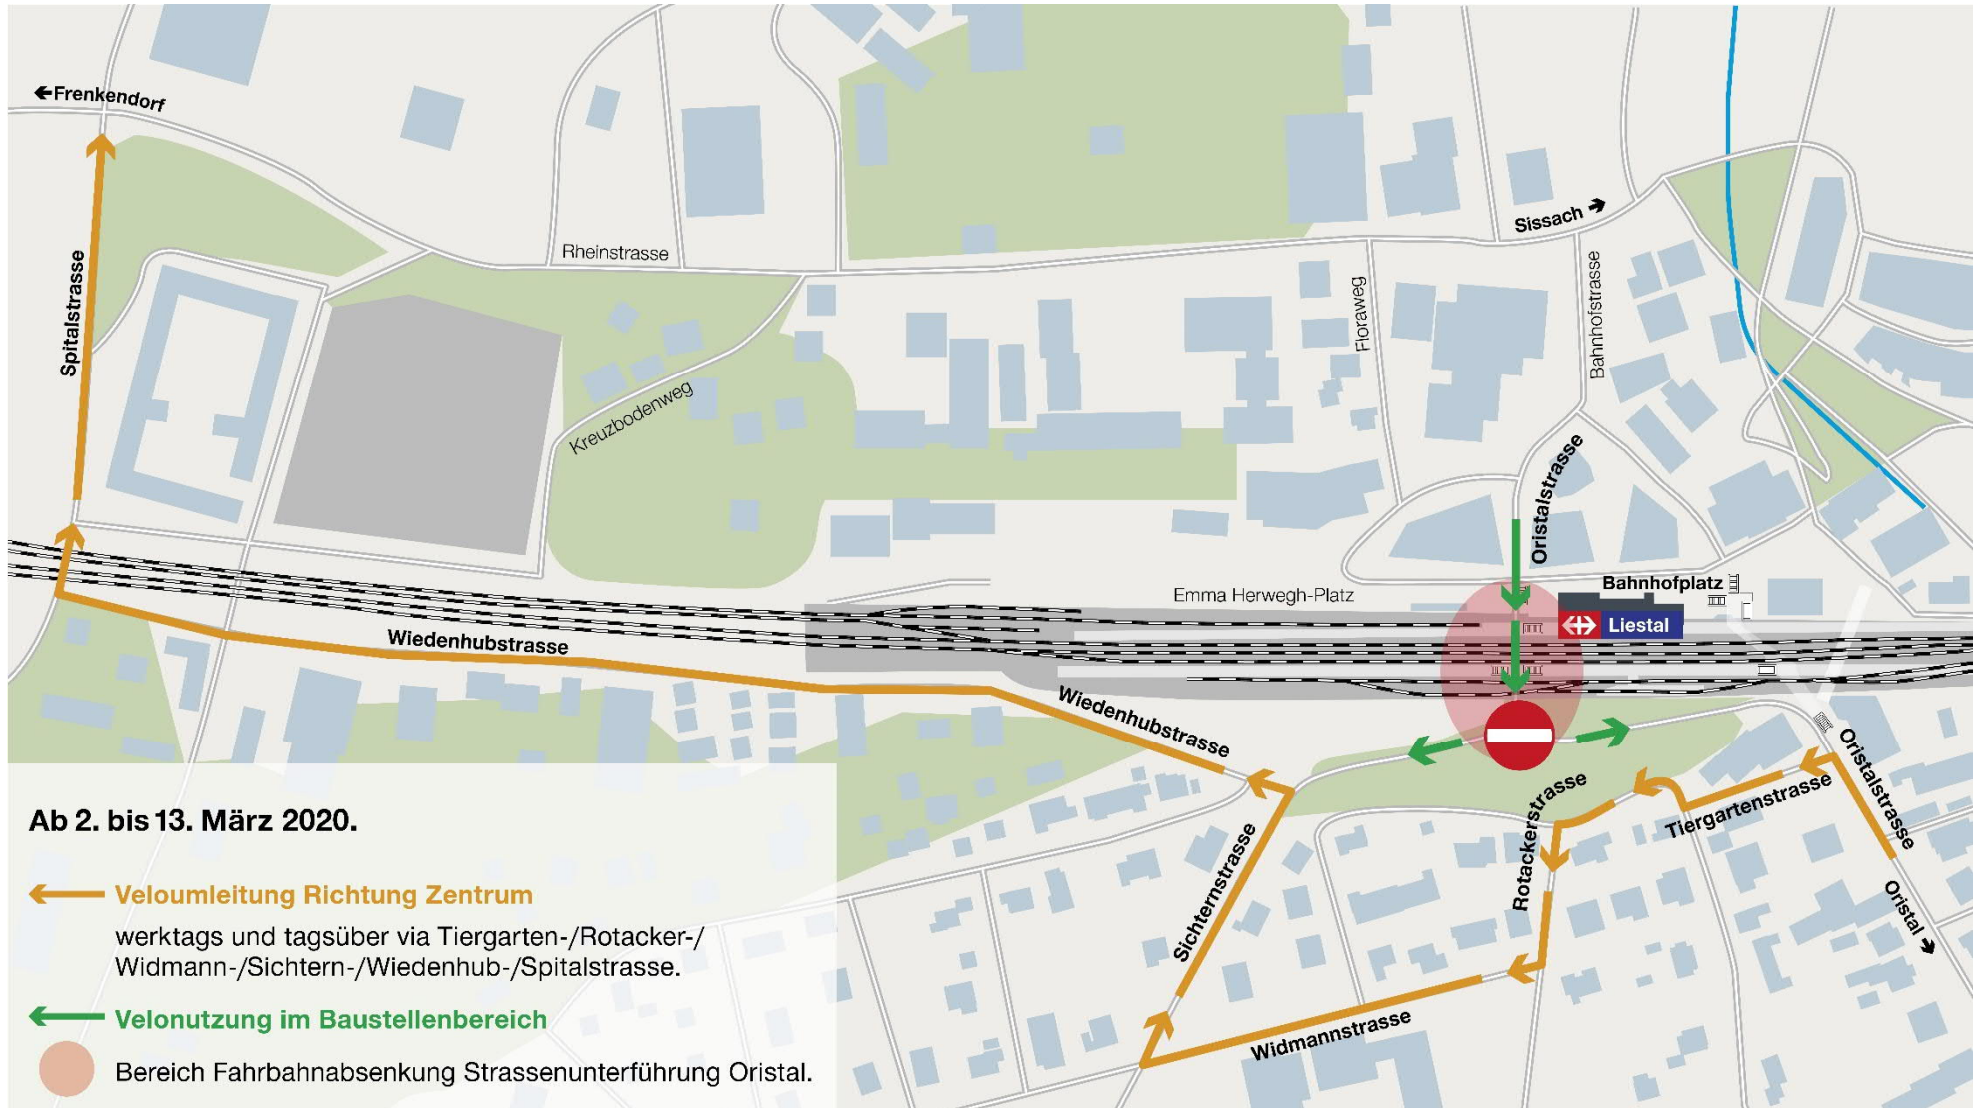 Frenkendorf
Spitalstrasse
Rheinstrasse
Kreuzbodenweg
Floraweg
Sissach
Bahnhofstrasse
Oristalstrasse
Emma Herwegh-Platz
Bahnhofplatz
Liestal
Wiedenhubstrasse
Wiedenhubstrasse
Sichternstrasse
Widmannstrasse
Rotackerstrasse
Tiergartenstrasse
Oristalstrasse
Oristal
Ab 2. bis 13. März 2020.
Veloumleitung Richtung Zentrum
werktags und tagsüber via Tiergarten-/Rotacker-/
Widmann-/Sichtern-/Wiedenhub-/Spitalstrasse.
Velonutzung im Baustellenbereich
Bereich Fahrbahnabsenkung Strassenunterführung Oristal.